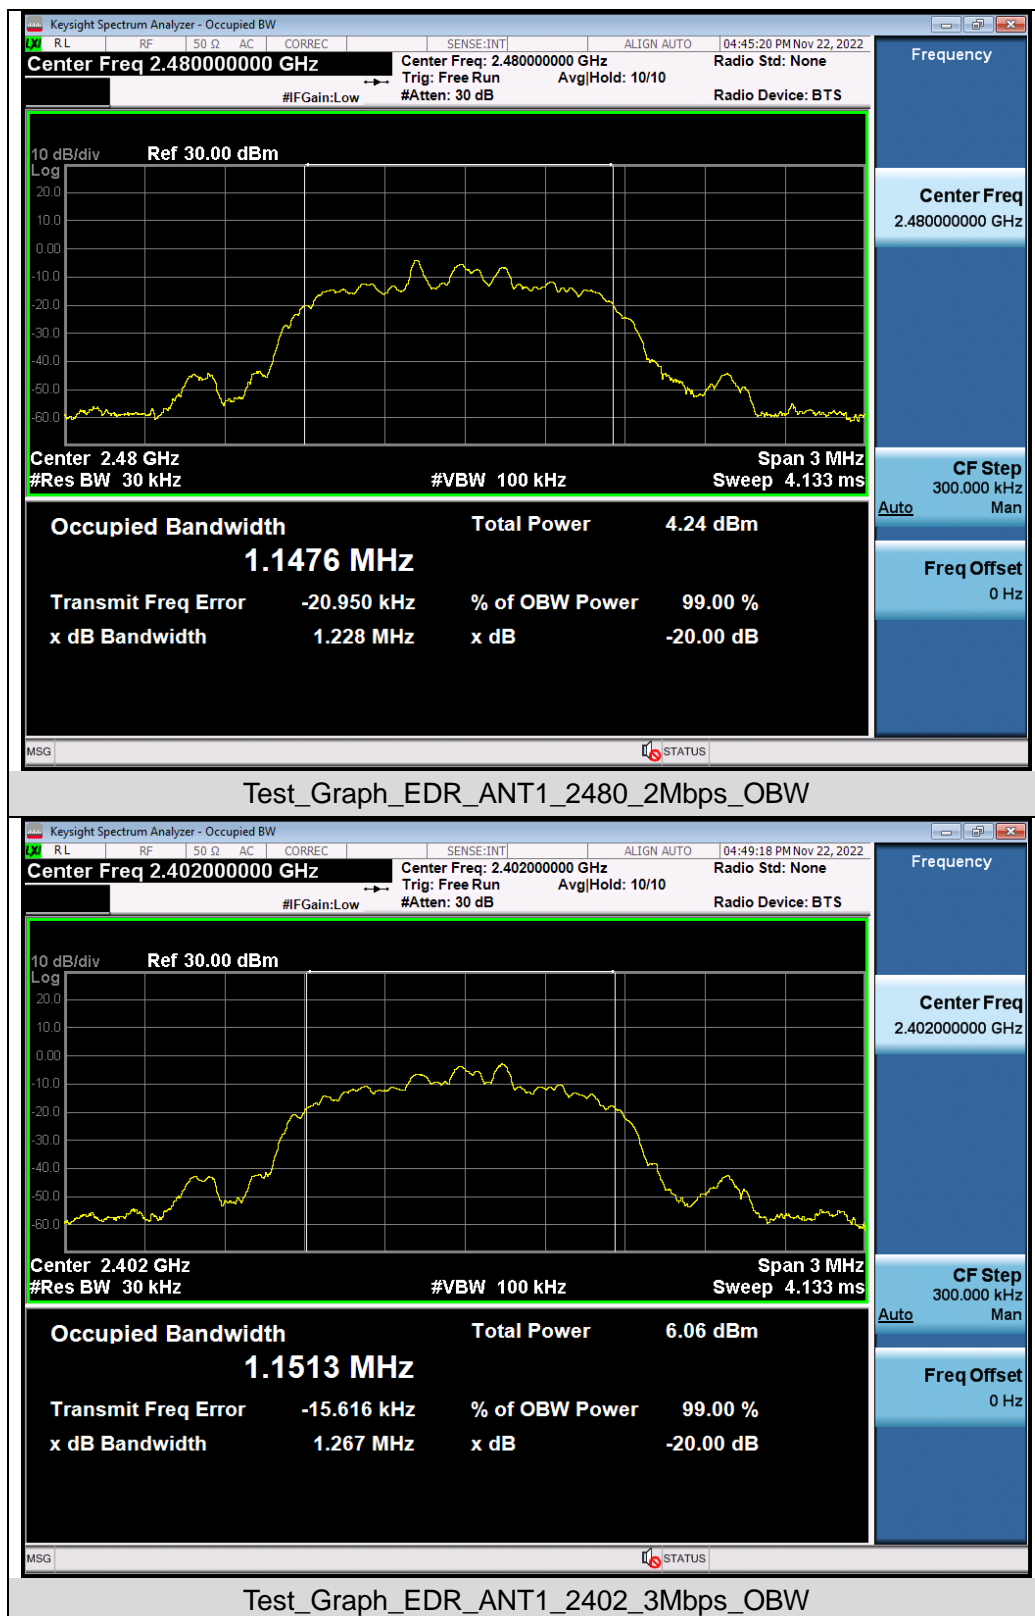 Keysight Spectrum Analyzer - Occupied BW
LXI RL RF 50 Ω AC CORREC SENSE:INT ALIGN AUTO 04:45:20 PM Nov 22, 2022
Center Freq 2.480000000 GHz
Center Freq: 2.480000000 GHz Radio Std: None
Trig: Free Run Avg|Hold: 10/10
#IFGain:Low #Atten: 30 dB Radio Device: BTS
Frequency
10 dB/div Ref 30.00 dBm
Log
20.0
10.0
0.00
-10.0
-20.0
-30.0
-40.0
-50.0
-60.0
Center 2.48 GHz Span 3 MHz
#Res BW 30 kHz #VBW 100 kHz Sweep 4.133 ms
Occupied Bandwidth Total Power 4.24 dBm
1.1476 MHz
Transmit Freq Error -20.950 kHz % of OBW Power 99.00 %
x dB Bandwidth 1.228 MHz x dB -20.00 dB
Center Freq
2.480000000 GHz
CF Step
300.000 kHz
Auto Man
Freq Offset
0 Hz
MSG STATUS
Test_Graph_EDR_ANT1_2480_2Mbps_OBW
Keysight Spectrum Analyzer - Occupied BW
LXI RL RF 50 Ω AC CORREC SENSE:INT ALIGN AUTO 04:49:18 PM Nov 22, 2022
Center Freq 2.402000000 GHz
Center Freq: 2.402000000 GHz Radio Std: None
Trig: Free Run Avg|Hold: 10/10
#IFGain:Low #Atten: 30 dB Radio Device: BTS
Frequency
10 dB/div Ref 30.00 dBm
Log
20.0
10.0
0.00
-10.0
-20.0
-30.0
-40.0
-50.0
-60.0
Center 2.402 GHz Span 3 MHz
#Res BW 30 kHz #VBW 100 kHz Sweep 4.133 ms
Occupied Bandwidth Total Power 6.06 dBm
1.1513 MHz
Transmit Freq Error -15.616 kHz % of OBW Power 99.00 %
x dB Bandwidth 1.267 MHz x dB -20.00 dB
Center Freq
2.402000000 GHz
CF Step
300.000 kHz
Auto Man
Freq Offset
0 Hz
MSG STATUS
Test_Graph_EDR_ANT1_2402_3Mbps_OBW